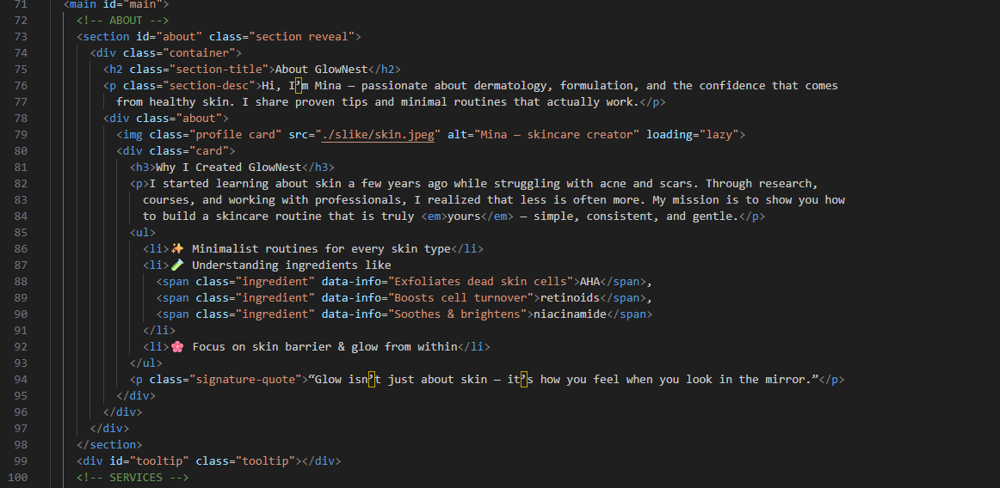 71 <main id="main">
72 <!-- ABOUT -->
73 <section id="about" class="section reveal">
74 <div class="container">
75 <h2 class="section-title">About GlowNest</h2>
76 <p class="section-desc">Hi, I’m Mina — passionate about dermatology, formulation, and the confidence that comes
77 from healthy skin. I share proven tips and minimal routines that actually work.</p>
78 <div class="about">
79 <img class="profile card" src="./slike/skin.jpeg" alt="Mina — skincare creator" loading="lazy">
80 <div class="card">
81 <h3>Why I Created GlowNest</h3>
82 <p>I started learning about skin a few years ago while struggling with acne and scars. Through research,
83 courses, and working with professionals, I realized that less is often more. My mission is to show you how
84 to build a skincare routine that is truly <em>yours</em> — simple, consistent, and gentle.</p>
85 <ul>
86 <li>✨ Minimalist routines for every skin type</li>
87 <li>🧪 Understanding ingredients like
88 <span class="ingredient" data-info="Exfoliates dead skin cells">AHA</span>,
89 <span class="ingredient" data-info="Boosts cell turnover">retinoids</span>,
90 <span class="ingredient" data-info="Soothes & brightens">niacinamide</span>
91 </li>
92 <li>🌸 Focus on skin barrier & glow from within</li>
93 </ul>
94 <p class="signature-quote">“Glow isn’t just about skin — it’s how you feel when you look in the mirror.”</p>
95 </div>
96 </div>
97 </div>
98 </section>
99 <div id="tooltip" class="tooltip"></div>
100 <!-- SERVICES -->